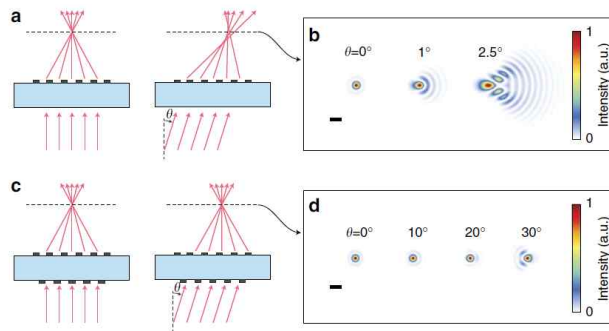 a
θ
b
θ=0°
1°
2.5°
1
Intensity (a.u.)
0
c
θ
d
θ=0°
10°
20°
30°
1
Intensity (a.u.)
0